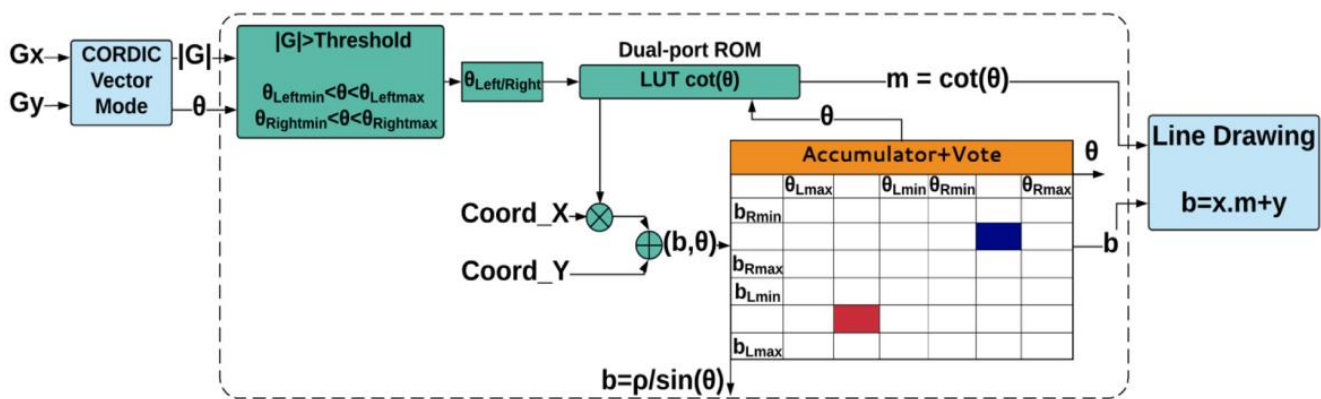 Gx
Gy
CORDIC
Vector
Mode
|G|
θ
|G|>Threshold
θLeftmin<θ<θLeftmax
θRightmin<θ<θRightmax
θLeft/Right
Dual-port ROM
LUT cot(θ)
m = cot(θ)
θ
Coord_X
Coord_Y
(b,θ)
Accumulator+Vote
θ
θLmax θLmin θRmin θRmax
bRmin
bRmax
bLmin
bLmax
b
b=ρ/sin(θ)
Line Drawing
b=x.m+y